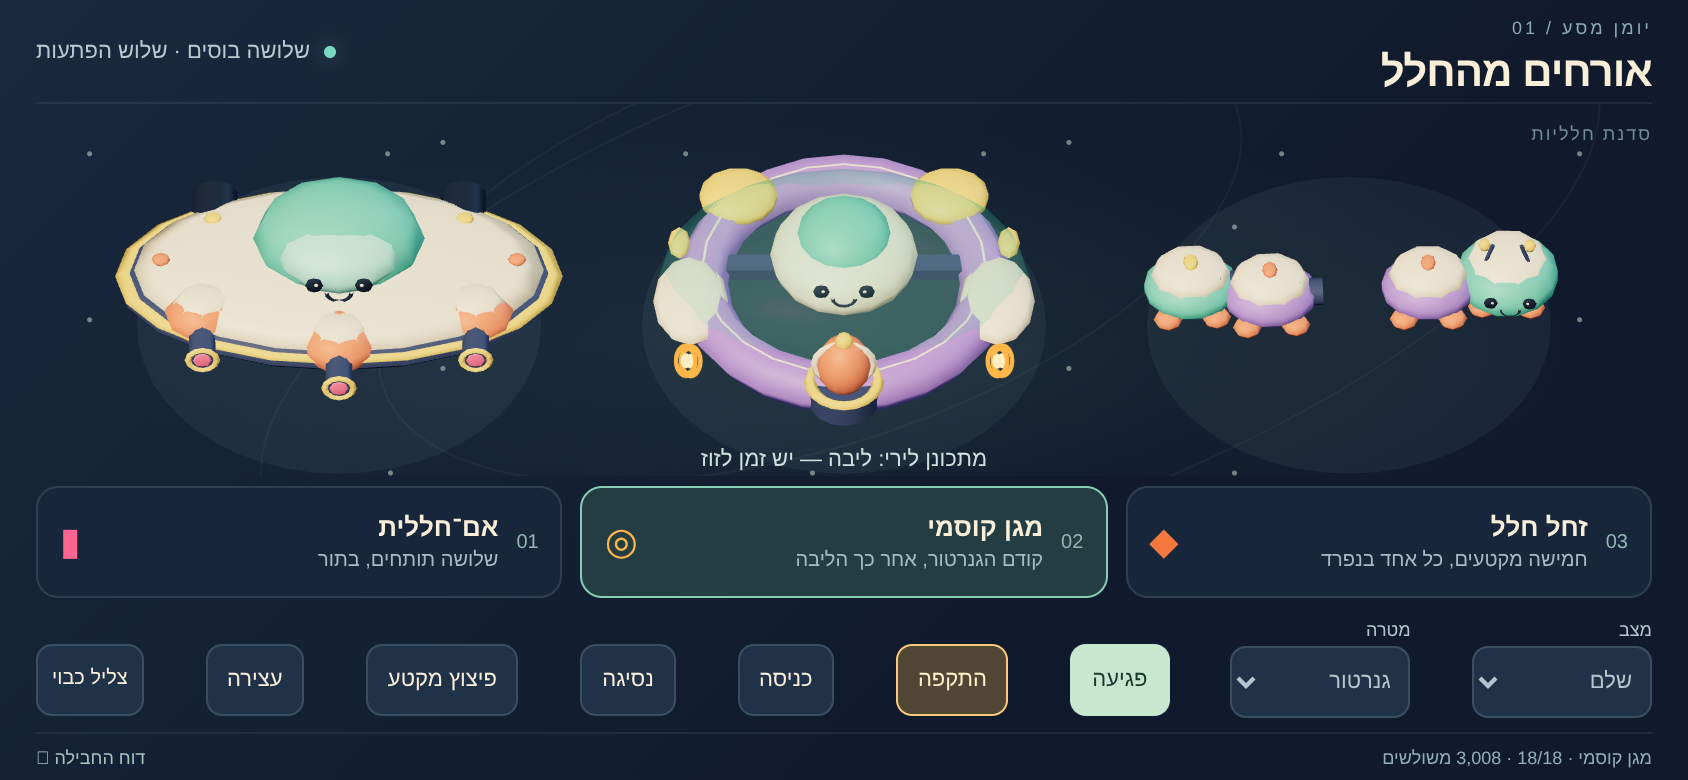 יומן מסע / 01
אורחים מהחלל
שלושה בוסים · שלוש הפתעות
סדנת חלליות
מתכונן לירי: ליבה — יש זמן לזוז
03
זחל חלל
חמישה מקטעים, כל אחד בנפרד
02
מגן קוסמי
קודם הגנרטור, אחר כך הליבה
01
אם־חללית
שלושה תותחים, בתור
מצב
שלם
מטרה
גנרטור
פגיעה
התקפה
כניסה
נסיגה
פיצוץ מקטע
עצירה
צליל כבוי
מגן קוסמי · 18/18 · 3,008 משולשים
דוח החבילה